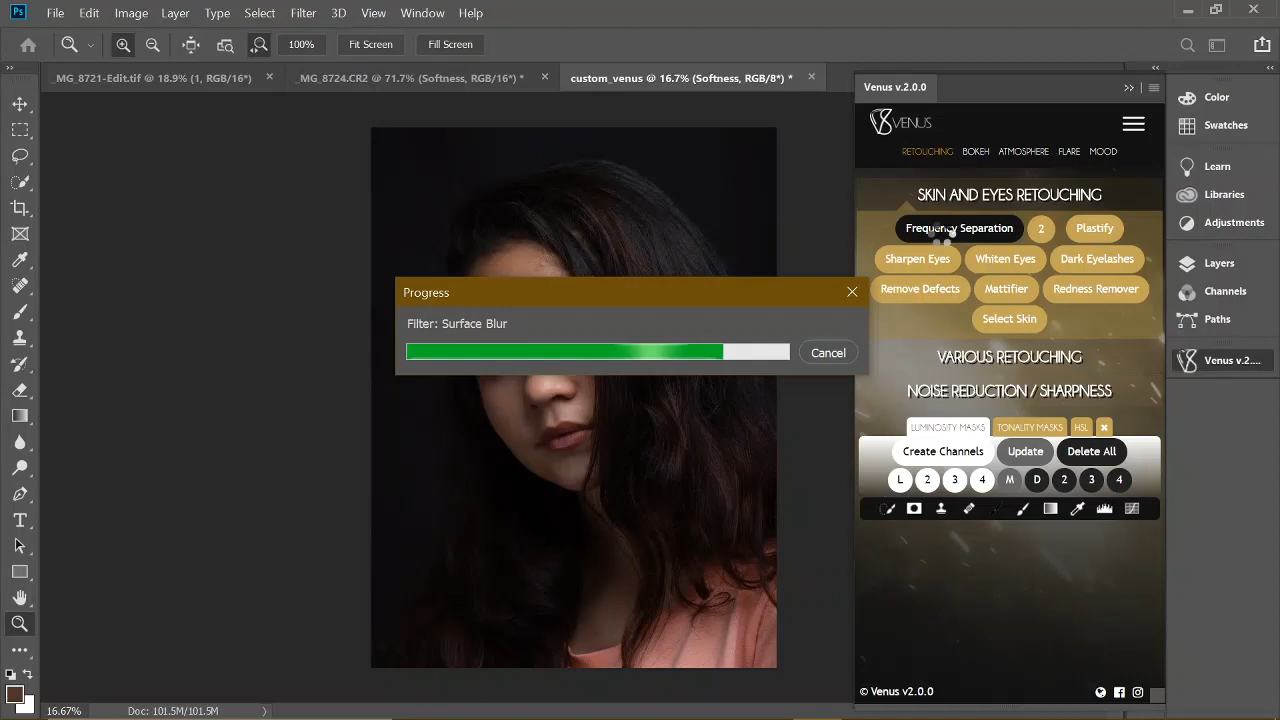 Ps File Edit Image Layer Type Select Filter 3D View Window Help
100% Fit Screen Fill Screen
_MG_8721-Edit.tif @ 18.9% (1, RGB/16*) _MG_8724.CR2 @ 71.7% (Softness, RGB/16*) * custom_venus @ 16.7% (Softness, RGB/8*) *
Venus v.2.0.0
VENUS
RETOUCHING BOKEH ATMOSPHERE FLARE MOOD
SKIN AND EYES RETOUCHING
Frequency Separation 2 Plastify
Sharpen Eyes Whiten Eyes Dark Eyelashes
Remove Defects Mattifier Redness Remover
Select Skin
VARIOUS RETOUCHING
NOISE REDUCTION / SHARPNESS
LUMINOSITY MASKS TONALITY MASKS HSL
Create Channels Update Delete All
L 2 3 4 M D 2 3 4
© Venus v2.0.0
Color
Swatches
Learn
Libraries
Adjustments
Layers
Channels
Paths
Venus v.2....
Progress
Filter: Surface Blur
Cancel
16.67% Doc: 101.5M/101.5M